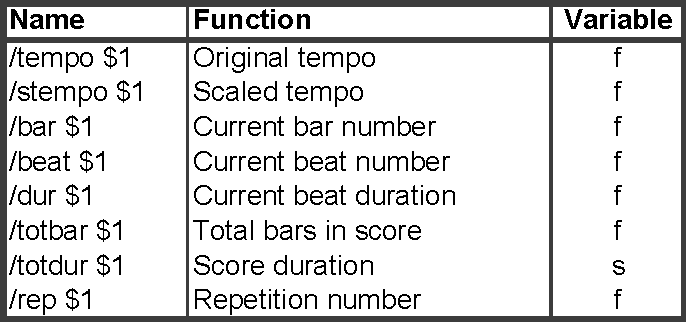 Name Function Variable
/tempo $1 Original tempo f
/stempo $1 Scaled tempo f
/bar $1 Current bar number f
/beat $1 Current beat number f
/dur $1 Current beat duration f
/totbar $1 Total bars in score f
/totdur $1 Score duration s
/rep $1 Repetition number f